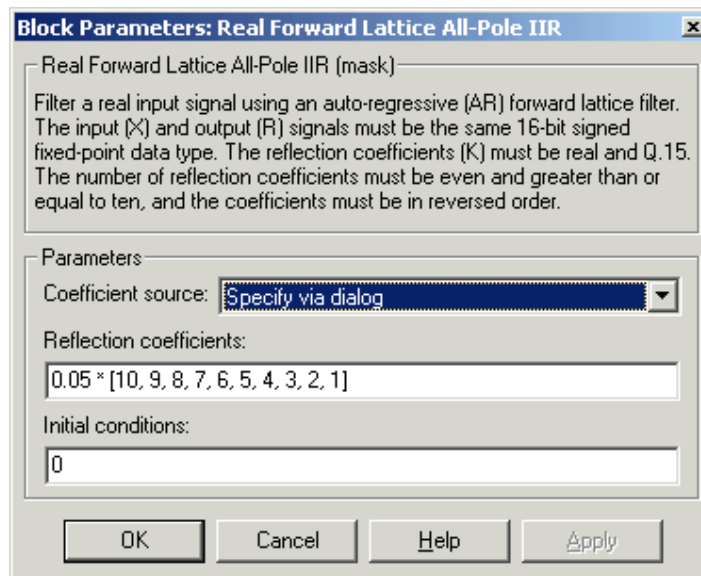 Block Parameters: Real Forward Lattice All-Pole IIR
Real Forward Lattice All-Pole IIR (mask)
Filter a real input signal using an auto-regressive (AR) forward lattice filter.
The input (X) and output (R) signals must be the same 16-bit signed
fixed-point data type. The reflection coefficients (K) must be real and Q.15.
The number of reflection coefficients must be even and greater than or
equal to ten, and the coefficients must be in reversed order.
Parameters
Coefficient source: Specify via dialog
Reflection coefficients:
0.05 * [10, 9, 8, 7, 6, 5, 4, 3, 2, 1]
Initial conditions:
0
OK Cancel Help Apply